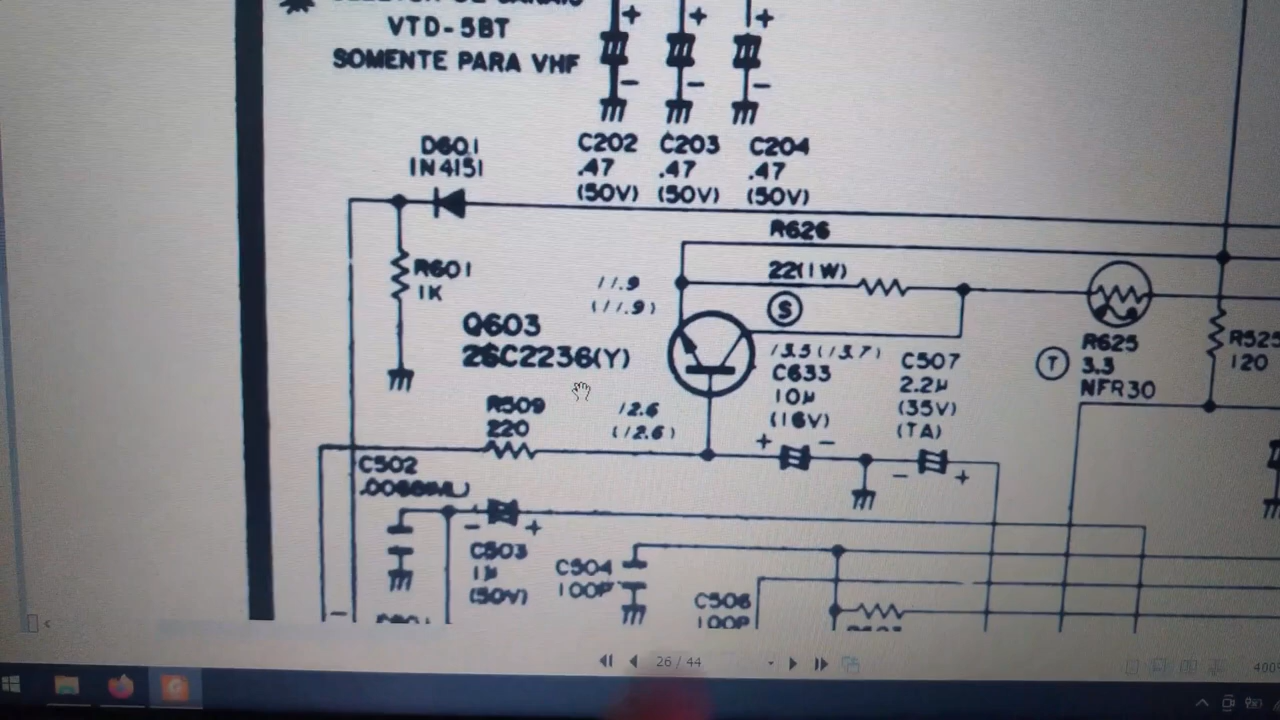 VTD-5BT
SOMENTE PARA VHF
+
+
+
−
−
−
C202
.47
(50V)
C203
.47
(50V)
C204
.47
(50V)
D601
1N4151
R626
22(1W)
S
R601
1K
11.9
(11.9)
Q603
2SC2236(Y)
13.5(13.7)
C633
10µ
(16V)
C507
2.2µ
(35V)
(TA)
T
R625
3.3
NFR30
R525
120
R509
220
12.6
(12.6)
+
−
−
+
C502
−
+
C503
1µ
(50V)
C504
100P
C506
100P
26 / 44